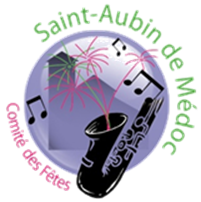 Saint-Aubin de Médoc
Comité des Fêtes